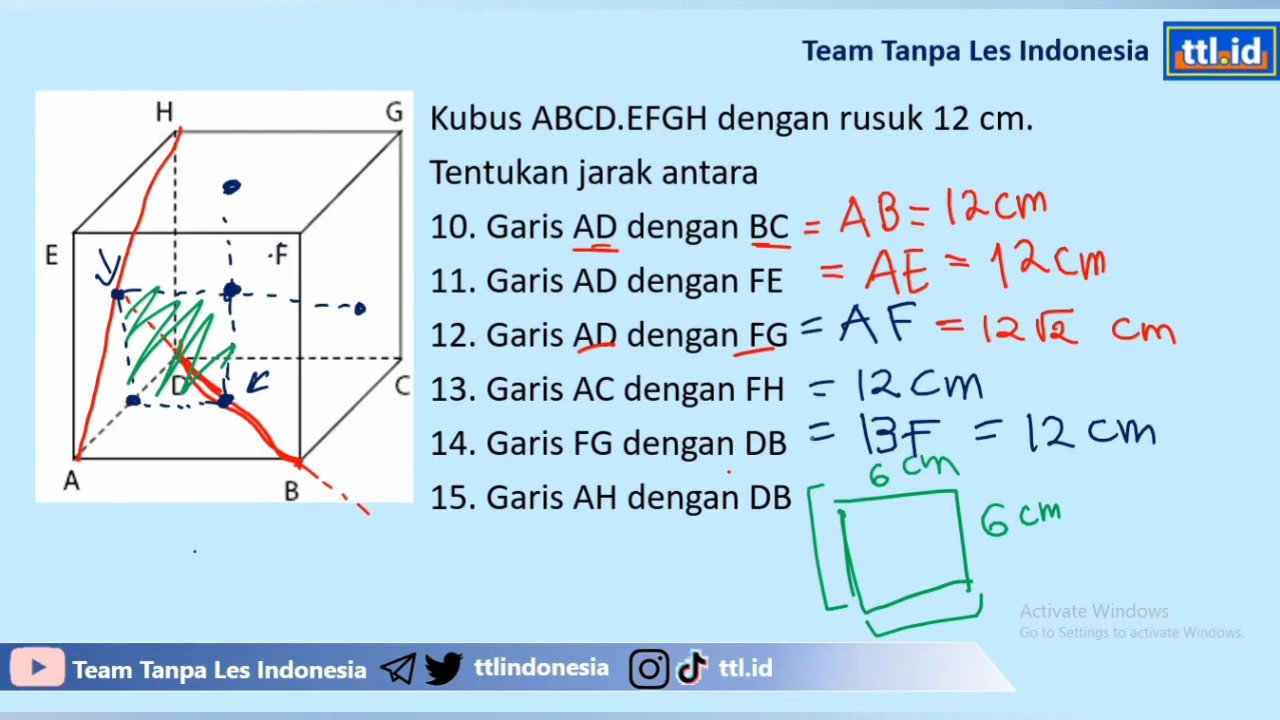 Team Tanpa Les Indonesia ttl.id
H G
E F
D C
A B
Kubus ABCD.EFGH dengan rusuk 12 cm.
Tentukan jarak antara
10. Garis AD dengan BC = AB = 12 cm
11. Garis AD dengan FE = AE = 12 cm
12. Garis AD dengan FG = AF = 12√2 cm
13. Garis AC dengan FH = 12 cm
14. Garis FG dengan DB = BF = 12 cm
15. Garis AH dengan DB
6 cm
6 cm
Activate Windows
Go to Settings to activate Windows.
Team Tanpa Les Indonesia ttlindonesia ttl.id